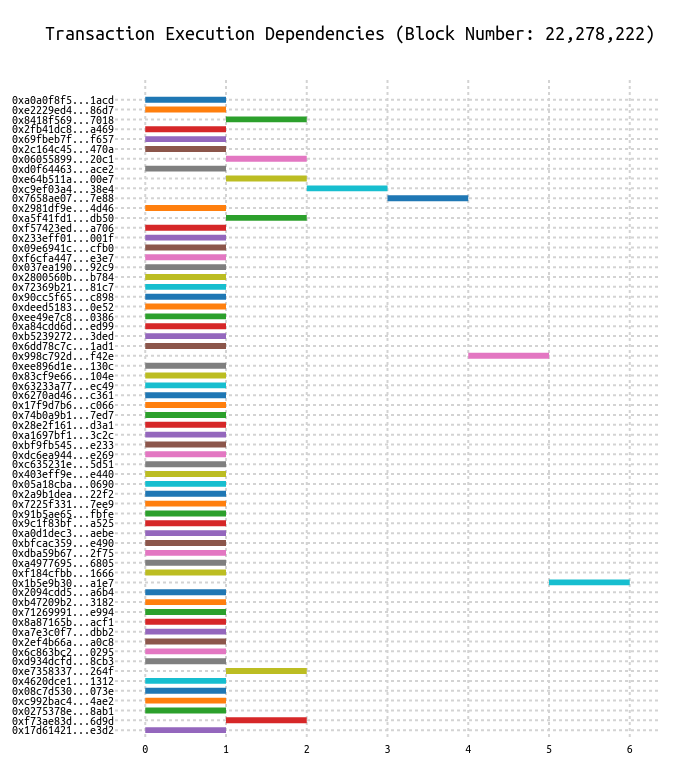 Transaction Execution Dependencies (Block Number: 22,278,222)
0xa0a0f8f5...1acd
0xe2229ed4...86d7
0x8418f569...7018
0x2fb41dc8...a469
0x69fbeb7f...f657
0x2c164c45...470a
0x06055899...20c1
0xd0f64463...ace2
0xe64b511a...00e7
0xc9ef03a4...38e4
0x7658ae07...7e88
0x2981df9e...4d46
0xa5f41fd1...db50
0xf57423ed...a706
0x233eff01...001f
0x09e6941c...cfb0
0xf6cfa447...e3e7
0x037ea190...92c9
0x2800560b...b784
0x72369b21...81c7
0x90cc5f65...c898
0xdeed5183...0e52
0xee49e7c8...0386
0xa84cdd6d...ed99
0xb5239272...3ded
0x6dd78c7c...1ad1
0x998c792d...f42e
0xee896d1e...130c
0x83cf9e66...104e
0x63233a77...ec49
0x6270ad46...c361
0x17f9d7b6...c066
0x74b0a9b1...7ed7
0x28e2f161...d3a1
0xa1697bf1...3c2c
0xbf9fb545...e233
0xdc6ea944...e269
0xc635231e...5d51
0x403eff9e...e440
0x05a18cba...0690
0x2a9b1dea...22f2
0x7225f331...7ee9
0x91b5ae65...fbfe
0x9c1f83bf...a525
0xa0d1dec3...aebe
0xbfcac359...e490
0xdba59b67...2f75
0xa4977695...6805
0xf184cfbb...1666
0x1b5e9b30...a1e7
0x2094cdd5...a6b4
0xb47209b2...3182
0x71269991...e994
0x8a87165b...acf1
0xa7e3c0f7...dbb2
0x2ef4b66a...a0c8
0x6c863bc2...0295
0xd934dcfd...8cb3
0xe7358337...264f
0x4620dce1...1312
0x08c7d530...073e
0xc992bac4...4ae2
0x0275378e...8ab1
0xf73ae83d...6d9d
0x17d61421...e3d2
0 1 2 3 4 5 6